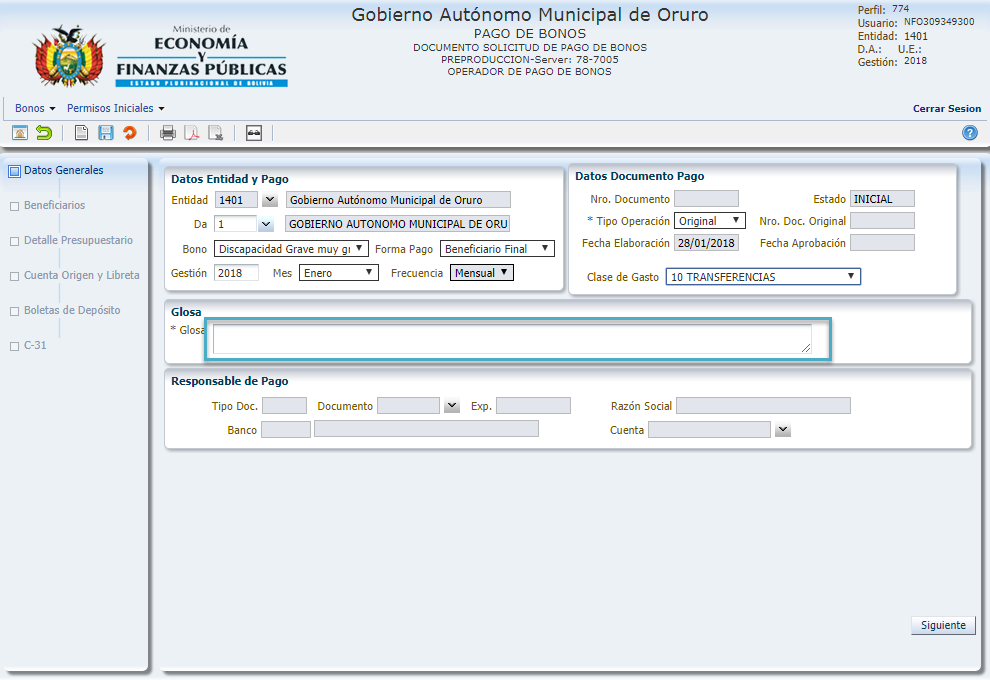 Ministerio de
ECONOMÍA
Y
FINANZAS PÚBLICAS
ESTADO PLURINACIONAL DE BOLIVIA
Gobierno Autónomo Municipal de Oruro
PAGO DE BONOS
DOCUMENTO SOLICITUD DE PAGO DE BONOS
PREPRODUCCION-Server: 78-7005
OPERADOR DE PAGO DE BONOS
Perfil: 774
Usuario: NFO309349300
Entidad: 1401
D.A.: U.E.:
Gestión: 2018
Bonos Permisos Iniciales Cerrar Sesion
Datos Generales
Beneficiarios
Detalle Presupuestario
Cuenta Origen y Libreta
Boletas de Depósito
C-31
Datos Entidad y Pago
Entidad 1401 Gobierno Autónomo Municipal de Oruro
Da 1 GOBIERNO AUTONOMO MUNICIPAL DE ORU
Bono Discapacidad Grave muy gr Forma Pago Beneficiario Final
Gestión 2018 Mes Enero Frecuencia Mensual
Datos Documento Pago
Nro. Documento Estado INICIAL
* Tipo Operación Original Nro. Doc. Original
Fecha Elaboración 28/01/2018 Fecha Aprobación
Clase de Gasto 10 TRANSFERENCIAS
Glosa
* Glosa
Responsable de Pago
Tipo Doc. Documento Exp. Razón Social
Banco Cuenta
Siguiente